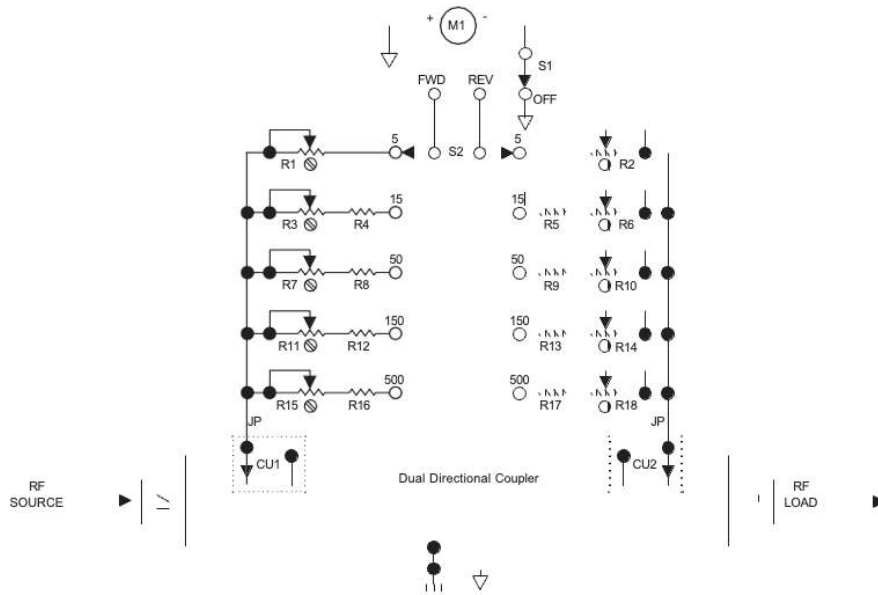 + M1 -
S1
FWD REV
OFF
5 S2 5
R1 R2
15 15
R3 R4 R5 R6
50 50
R7 R8 R9 R10
150 150
R11 R12 R13 R14
500 500
R15 R16 R17 R18
JP JP
CU1 CU2
Dual Directional Coupler
RF
SOURCE
RF
LOAD